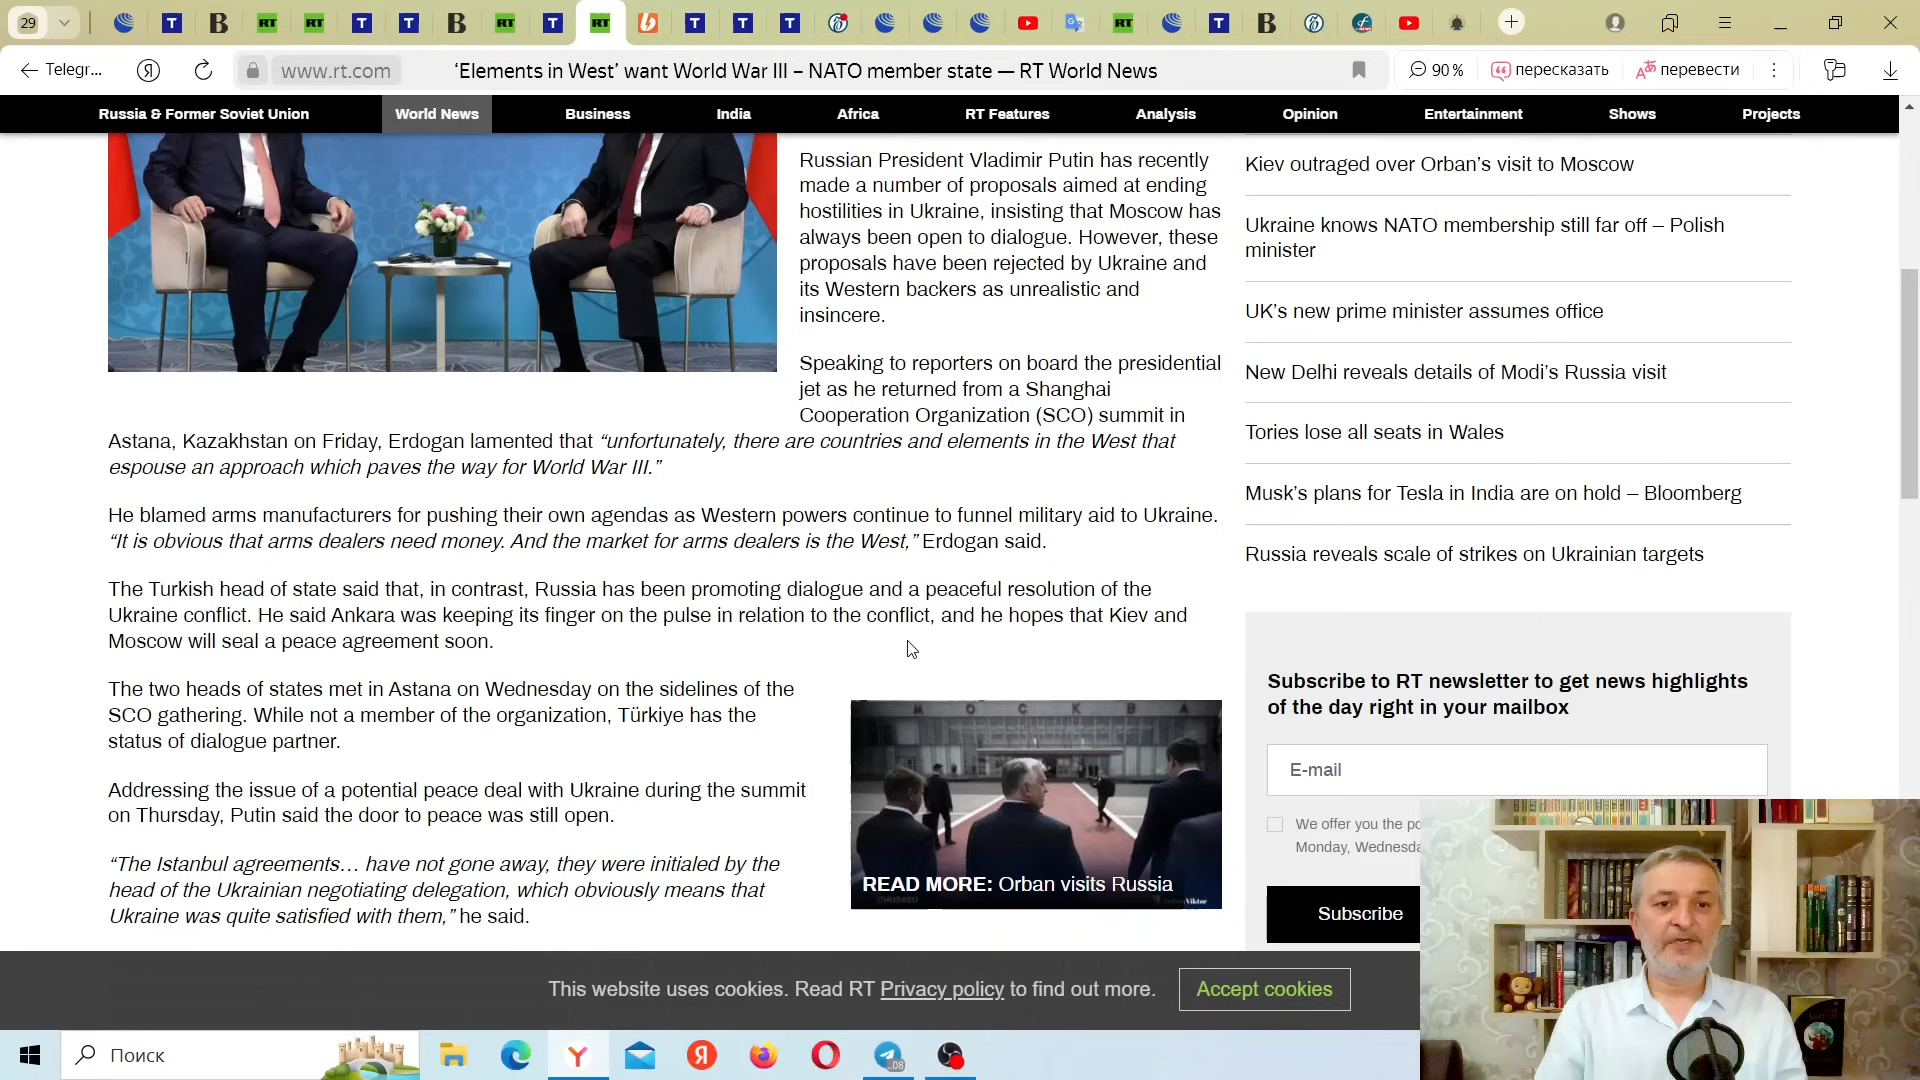 29
Telegr...
www.rt.com
‘Elements in West’ want World War III – NATO member state — RT World News
90 %
пересказать
перевести
Russia & Former Soviet Union
World News
Business
India
Africa
RT Features
Analysis
Opinion
Entertainment
Shows
Projects
Russian President Vladimir Putin has recently
made a number of proposals aimed at ending
hostilities in Ukraine, insisting that Moscow has
always been open to dialogue. However, these
proposals have been rejected by Ukraine and
its Western backers as unrealistic and
insincere.
Speaking to reporters on board the presidential
jet as he returned from a Shanghai
Cooperation Organization (SCO) summit in
Astana, Kazakhstan on Friday, Erdogan lamented that “unfortunately, there are countries and elements in the West that
espouse an approach which paves the way for World War III.”
He blamed arms manufacturers for pushing their own agendas as Western powers continue to funnel military aid to Ukraine.
“It is obvious that arms dealers need money. And the market for arms dealers is the West,” Erdogan said.
The Turkish head of state said that, in contrast, Russia has been promoting dialogue and a peaceful resolution of the
Ukraine conflict. He said Ankara was keeping its finger on the pulse in relation to the conflict, and he hopes that Kiev and
Moscow will seal a peace agreement soon.
The two heads of states met in Astana on Wednesday on the sidelines of the
SCO gathering. While not a member of the organization, Türkiye has the
status of dialogue partner.
Addressing the issue of a potential peace deal with Ukraine during the summit
on Thursday, Putin said the door to peace was still open.
“The Istanbul agreements… have not gone away, they were initialed by the
head of the Ukrainian negotiating delegation, which obviously means that
Ukraine was quite satisfied with them,” he said.
МОСКВА
READ MORE: Orban visits Russia
Kiev outraged over Orban’s visit to Moscow
Ukraine knows NATO membership still far off – Polish
minister
UK’s new prime minister assumes office
New Delhi reveals details of Modi’s Russia visit
Tories lose all seats in Wales
Musk’s plans for Tesla in India are on hold – Bloomberg
Russia reveals scale of strikes on Ukrainian targets
Subscribe to RT newsletter to get news highlights
of the day right in your mailbox
E-mail
We offer you the po
Monday, Wednesda
Subscribe
This website uses cookies. Read RT Privacy policy to find out more.
Accept cookies
Поиск